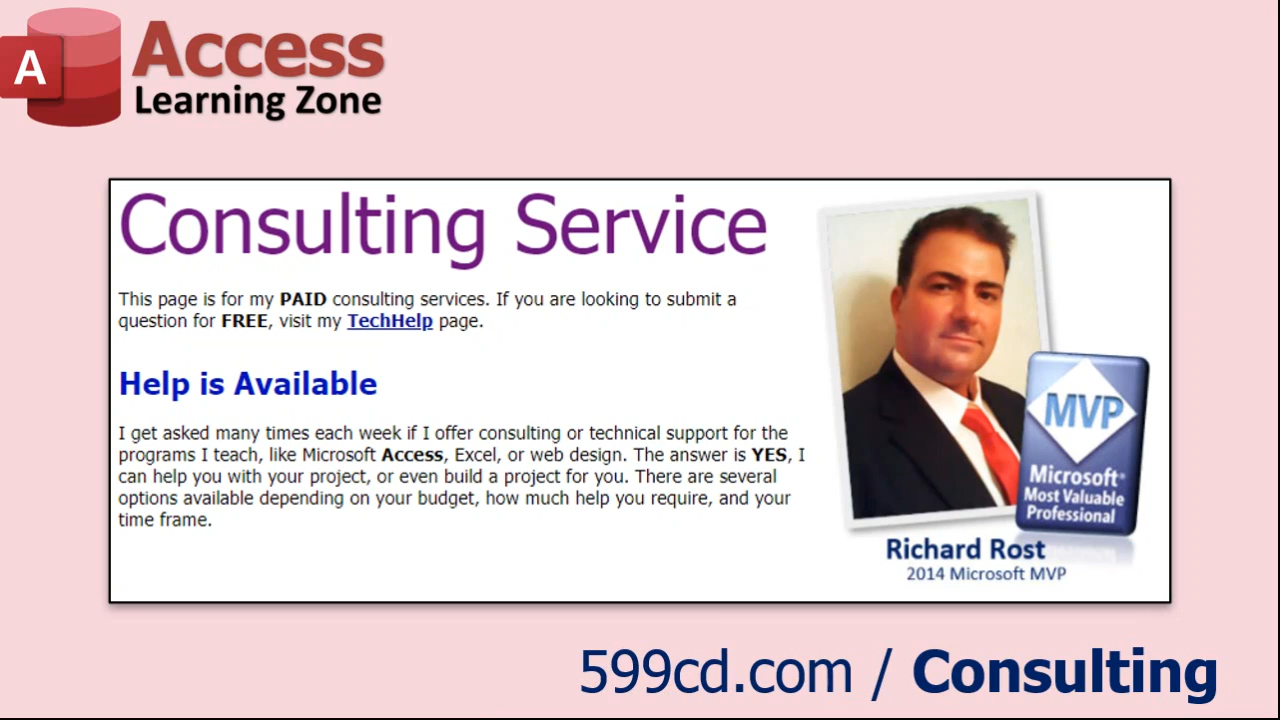 A
Access
Learning Zone
Consulting Service
This page is for my PAID consulting services. If you are looking to submit a
question for FREE, visit my TechHelp page.
Help is Available
I get asked many times each week if I offer consulting or technical support for the
programs I teach, like Microsoft Access, Excel, or web design. The answer is YES, I
can help you with your project, or even build a project for you. There are several
options available depending on your budget, how much help you require, and your
time frame.
MVP
Microsoft®
Most Valuable
Professional
Richard Rost
2014 Microsoft MVP
599cd.com / Consulting